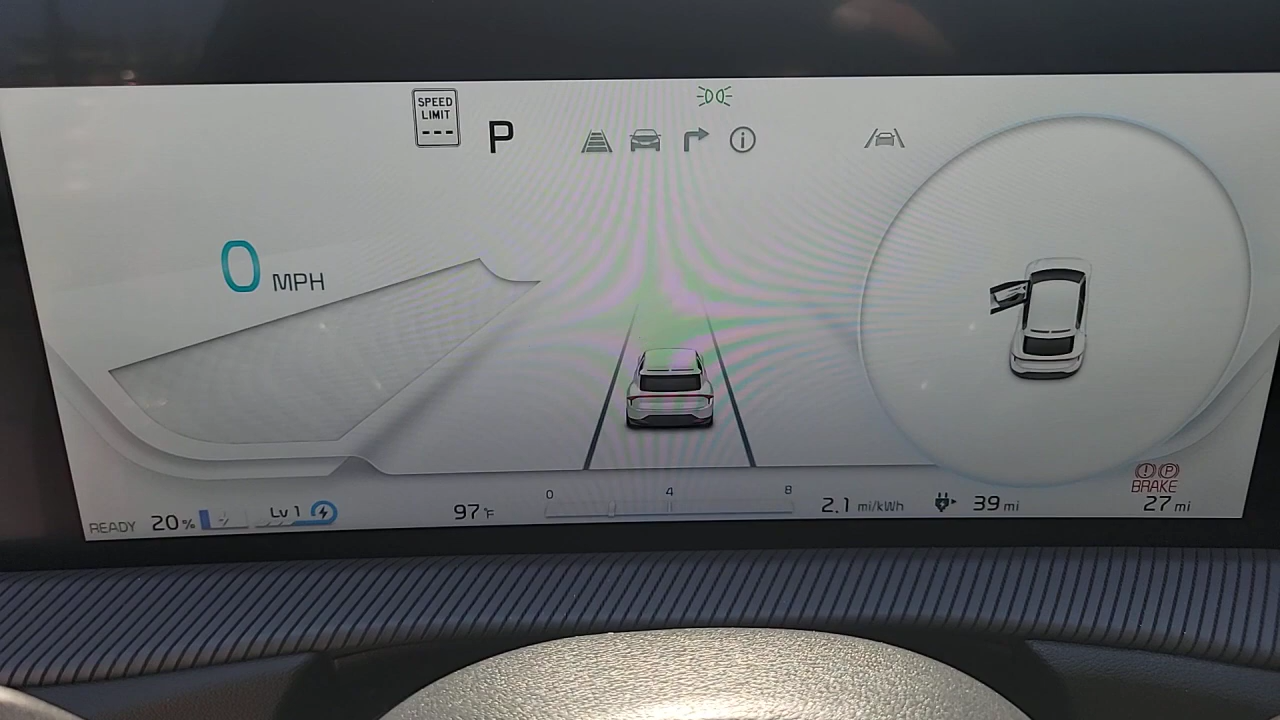 SPEED
LIMIT
---
P
0 MPH
BRAKE
READY 20% Lv 1 97°F 0 4 8 2.1 mi/kWh 39 mi 27 mi